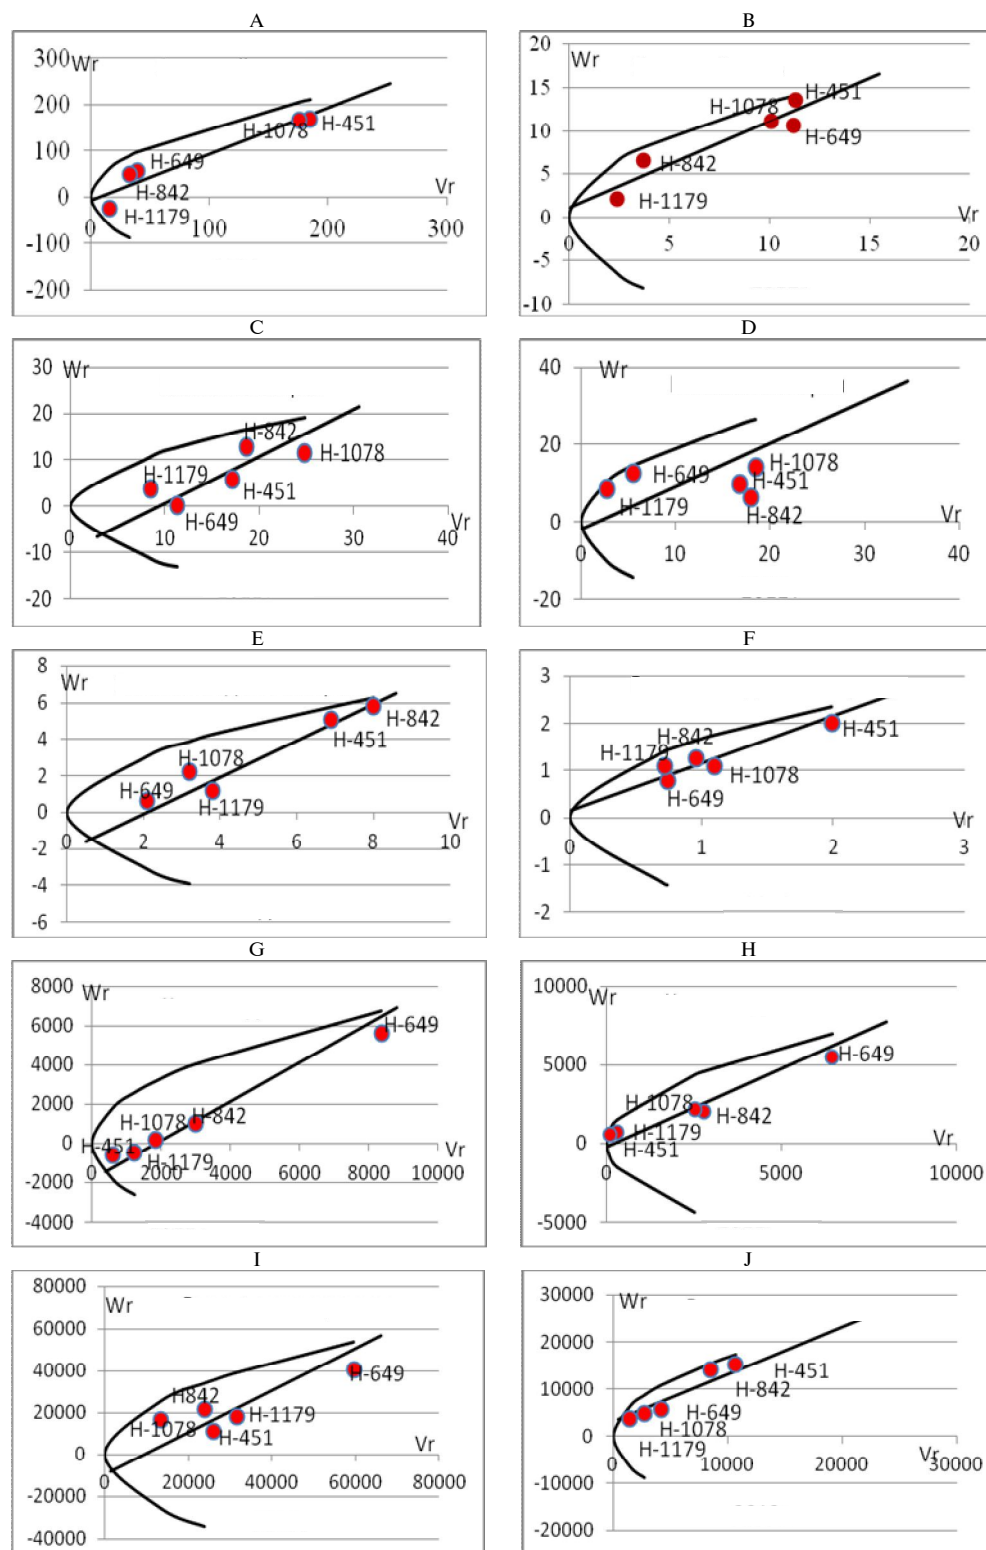 A
B
300
Wr
200
100
0
-100
-200
0
100
200
300
Vr
H-1078
H-451
H-649
H-842
H-1179
20
Wr
15
10
5
0
-5
-10
0
5
10
15
20
Vr
H-451
H-1078
H-649
H-842
H-1179
C
D
30
Wr
20
10
0
-10
-20
0
10
20
30
40
Vr
H-842
H-1078
H-1179
H-451
H-649
40
Wr
20
0
-20
0
10
20
30
40
Vr
H-649
H-1078
H-451
H-1179
H-842
E
F
8
Wr
6
4
2
0
-2
-4
-6
0
2
4
6
8
10
Vr
H-842
H-451
H-1078
H-649
H-1179
3
2
1
0
-1
-2
0
1
2
3
Vr
H-842
H-451
H-1179
H-1078
H-649
G
H
8000
Wr
6000
4000
2000
0
-2000
-4000
0
2000
4000
6000
8000
10000
Vr
H-649
H-842
H-1078
H-451
H-1179
10000
Wr
5000
0
-5000
0
5000
10000
Vr
H-649
H-1078
H-842
H-1179
H-451
I
J
80000
Wr
60000
40000
20000
0
-20000
-40000
0
20000
40000
60000
80000
Vr
H-649
H842
H-1179
H-1078
H-451
30000
Wr
20000
10000
0
-10000
-20000
0
10000
20000
30000
Vr
H-451
H-842
H-649
H-1078
H-1179